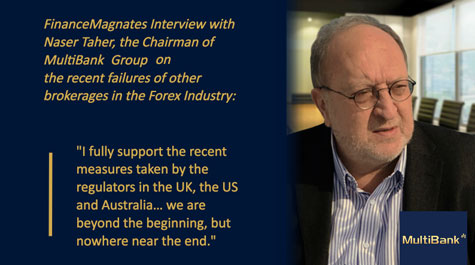 FinanceMagnates Interview with
Naser Taher, the Chairman of
MultiBank Group on
the recent failures of other
brokerages in the Forex Industry:
"I fully support the recent
measures taken by the
regulators in the UK, the US
and Australia… we are
beyond the beginning, but
nowhere near the end."
MultiBank